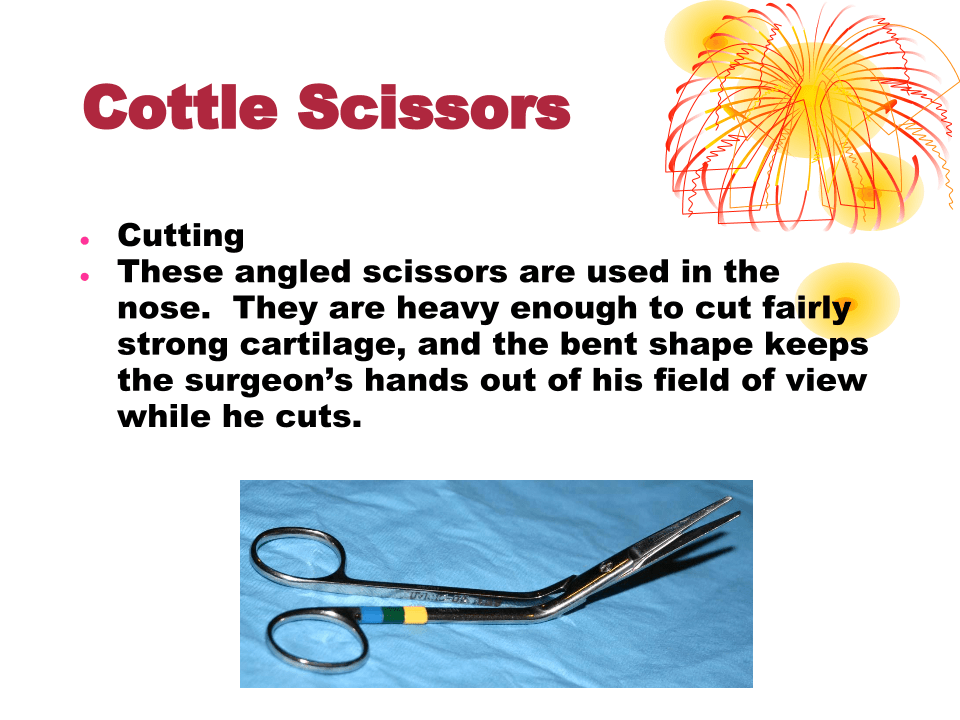 Cottle Scissors
Cutting
These angled scissors are used in the
nose.  They are heavy enough to cut fairly
strong cartilage, and the bent shape keeps
the surgeon’s hands out of his field of view
while he cuts.